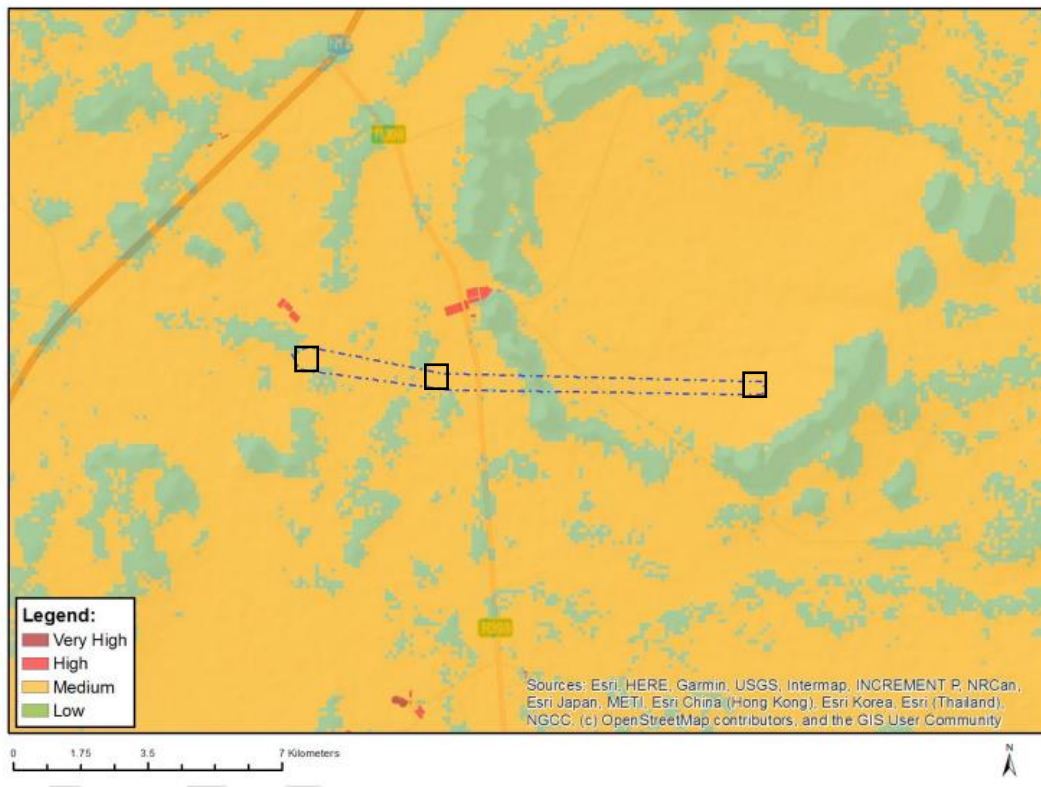 Legend:
Very High
High
Medium
Low
Sources: Esri, HERE, Garmin, USGS, Intermap, INCREMENT P, NRCan,
Esri Japan, METI, Esri China (Hong Kong), Esri Korea, Esri (Thailand),
NGCC, (c) OpenStreetMap contributors, and the GIS User Community
0 1.75 3.5 7 Kilometers
N